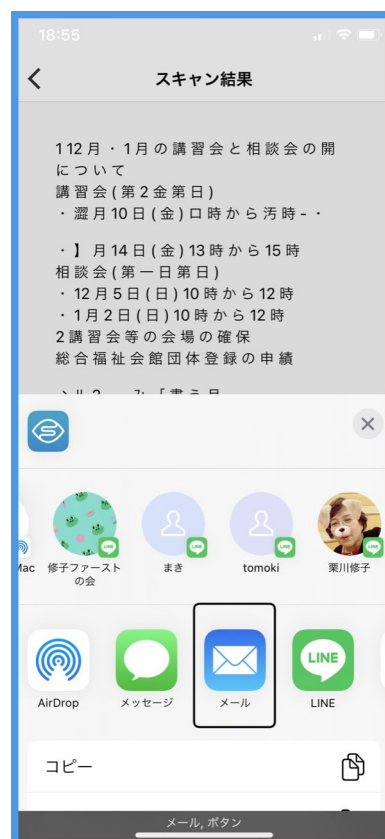 18:55
スキャン結果
1 12月・1月の講習会と相談会の開
について
講習会(第2金第日)
・澀月10日(金)口時から汚時-・
・】月14日(金)13時から15時
相談会(第一日第日)
・12月5日(日)10時から12時
・1月2日(日)10時から12時
2講習会等の会場の確保
総合福祉会館団体登録の申績
Mac
修子ファースト
の会
まき
tomoki
栗川修子
LINE
LINE
LINE
LINE
AirDrop
メッセージ
メール
LINE
LINE
コピー
メール, ボタン